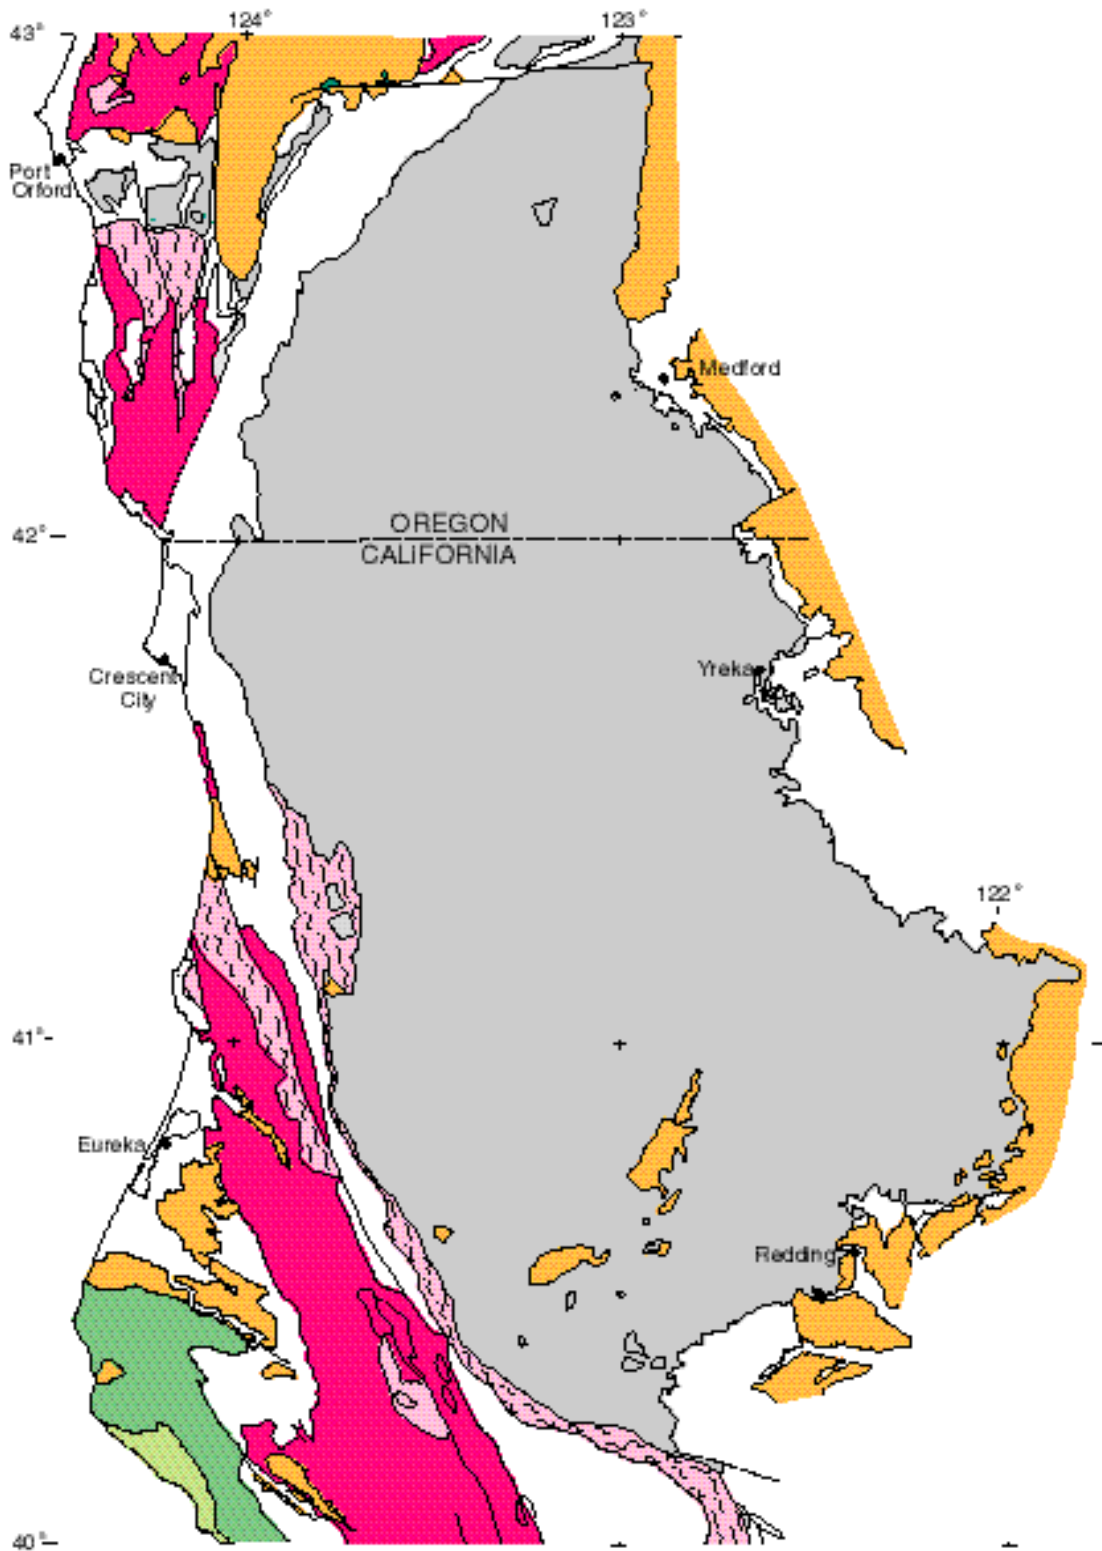 124°
123°
43°
Port
Orford
Medford
42°
OREGON
CALIFORNIA
Yreka
Crescent
City
122°
41°
Eureka
Redding
40°